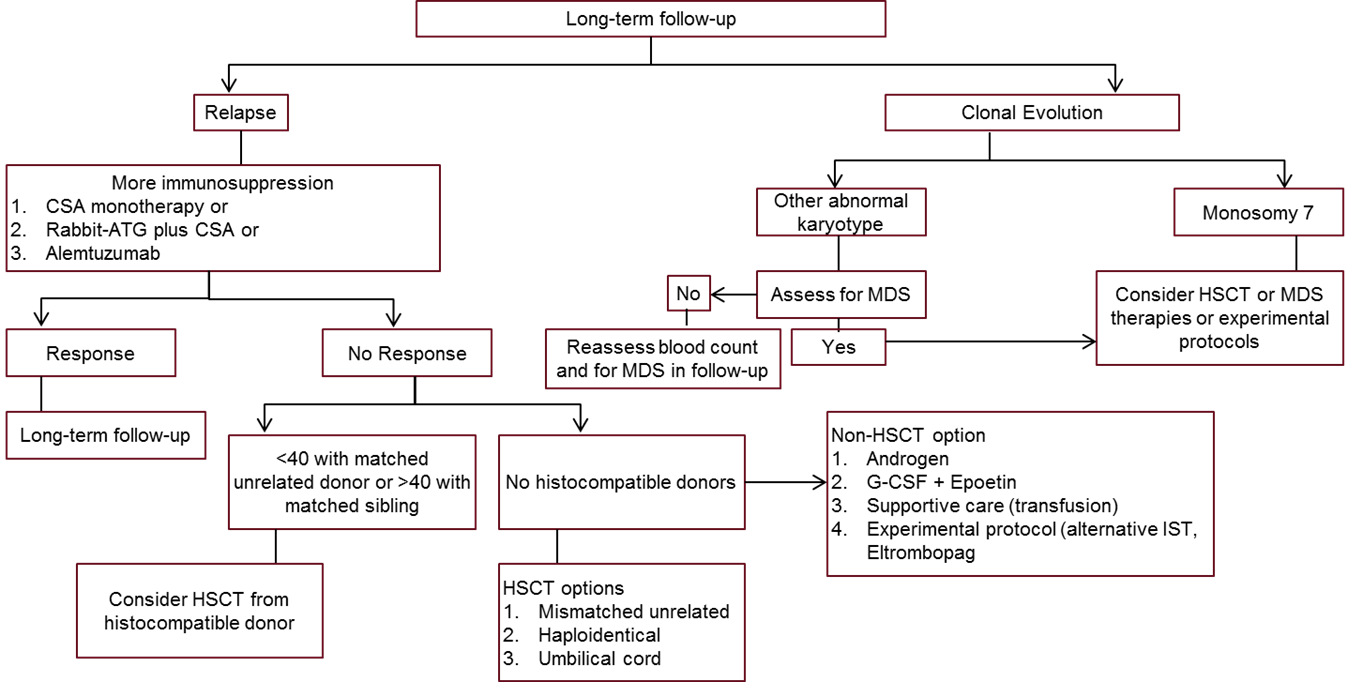 Long-term follow-up
Relapse
Clonal Evolution
More immunosuppression
1. CSA monotherapy or
2. Rabbit-ATG plus CSA or
3. Alemtuzumab
Other abnormal
karyotype
Monosomy 7
No
Assess for MDS
Consider HSCT or MDS
therapies or experimental
protocols
Response
No Response
Reassess blood count
and for MDS in follow-up
Yes
Long-term follow-up
<40 with matched
unrelated donor or >40 with
matched sibling
No histocompatible donors
Non-HSCT option
1. Androgen
2. G-CSF + Epoetin
3. Supportive care (transfusion)
4. Experimental protocol (alternative IST,
Eltrombopag
Consider HSCT from
histocompatible donor
HSCT options
1. Mismatched unrelated
2. Haploidentical
3. Umbilical cord